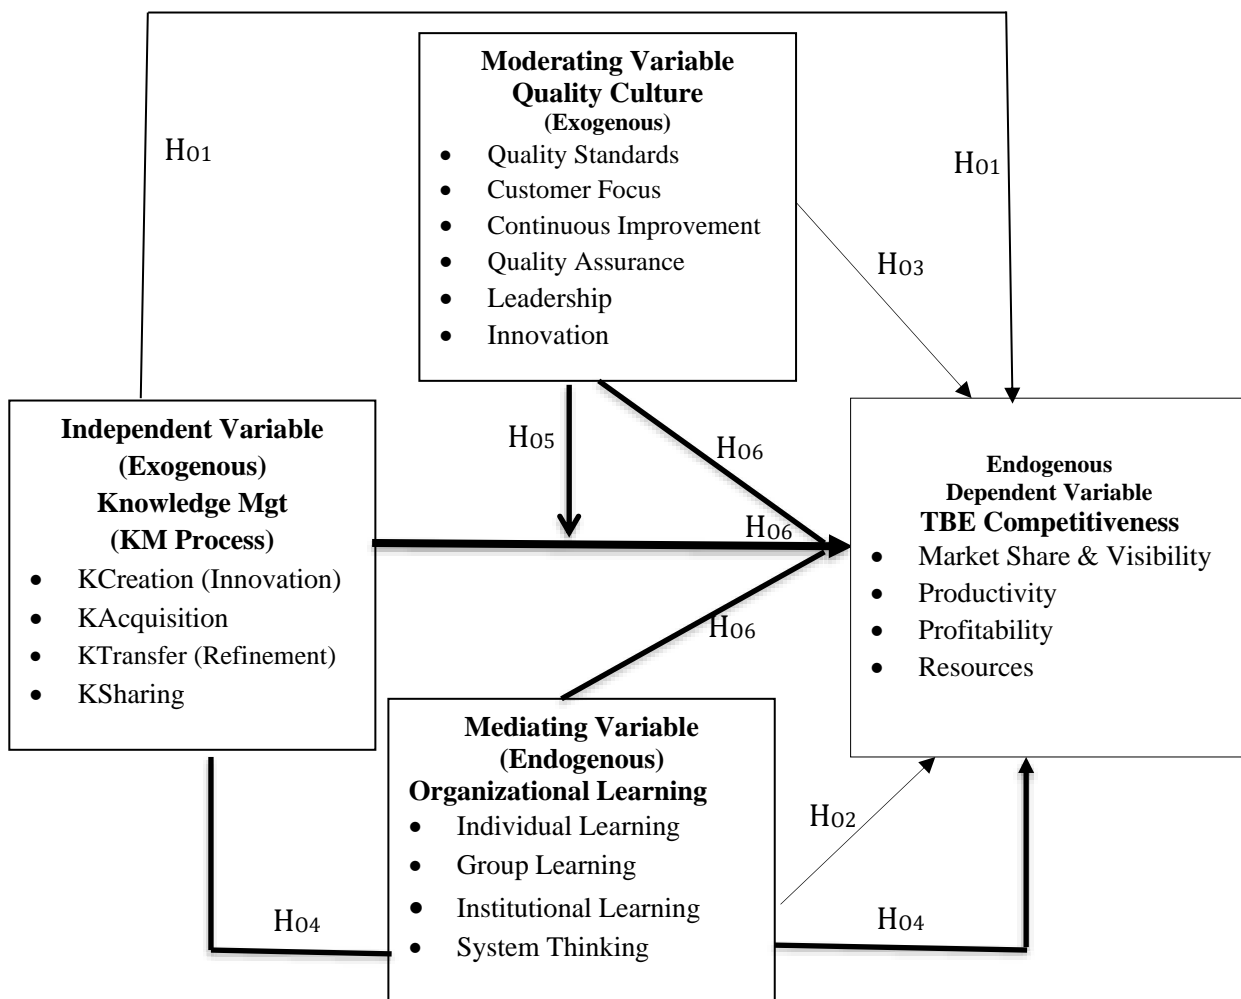 Moderating Variable
Quality Culture
(Exogenous)
• Quality Standards
• Customer Focus
• Continuous Improvement
• Quality Assurance
• Leadership
• Innovation
H01
H01
H03
H05
H06
H06
H06
Independent Variable
(Exogenous)
Knowledge Mgt
(KM Process)
• KCreation (Innovation)
• KAcquisition
• KTransfer (Refinement)
• KSharing
Endogenous
Dependent Variable
TBE Competitiveness
• Market Share & Visibility
• Productivity
• Profitability
• Resources
Mediating Variable
(Endogenous)
Organizational Learning
• Individual Learning
• Group Learning
• Institutional Learning
• System Thinking
H02
H04
H04